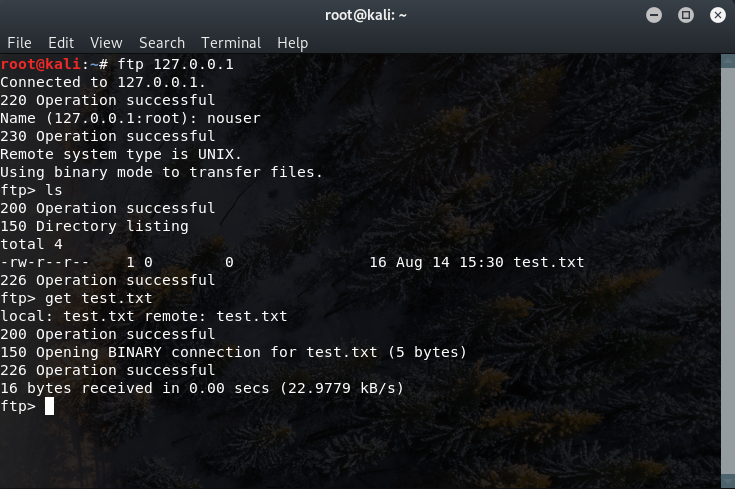 root@kali: ~
File Edit View Search Terminal Help
root@kali:~# ftp 127.0.0.1
Connected to 127.0.0.1.
220 Operation successful
Name (127.0.0.1:root): nouser
230 Operation successful
Remote system type is UNIX.
Using binary mode to transfer files.
ftp> ls
200 Operation successful
150 Directory listing
total 4
-rw-r--r--    1 0        0               16 Aug 14 15:30 test.txt
226 Operation successful
ftp> get test.txt
local: test.txt remote: test.txt
200 Operation successful
150 Opening BINARY connection for test.txt (5 bytes)
226 Operation successful
16 bytes received in 0.00 secs (22.9779 kB/s)
ftp>